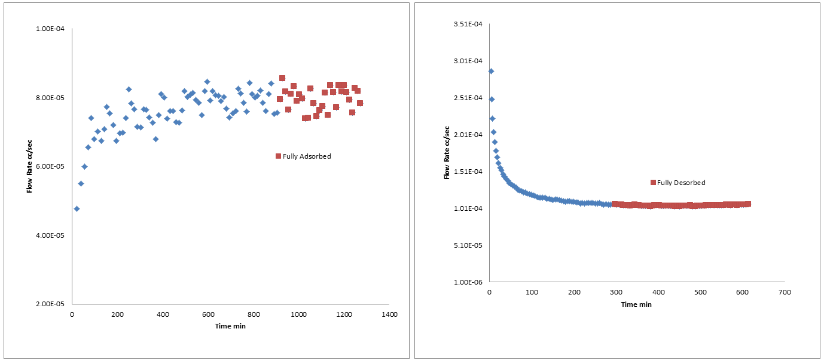 1.00E-04
8.00E-05
6.00E-05
4.00E-05
2.00E-05
Flow Rate cc/sec
0 200 400 600 800 1000 1200 1400
Time min
Fully Adsorbed
3.51E-04
3.01E-04
2.51E-04
2.01E-04
1.51E-04
1.01E-04
5.10E-05
1.00E-06
Flow Rate cc/sec
0 100 200 300 400 500 600 700
Time min
Fully Desorbed